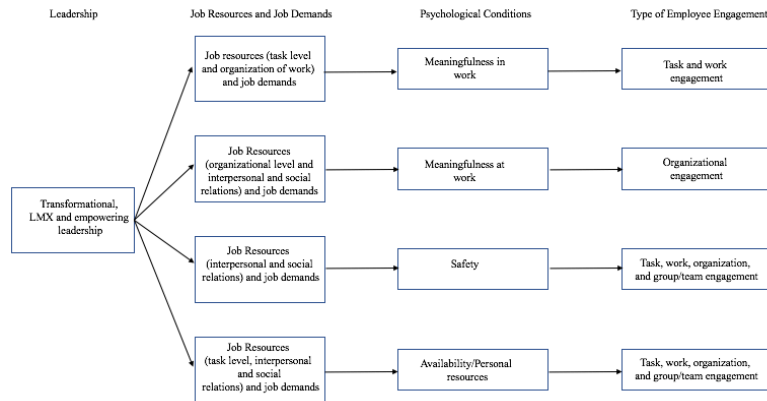 Leadership
Job Resources and Job Demands
Psychological Conditions
Type of Employee Engagement
Transformational,
LMX and empowering
leadership
Job resources (task level
and organization of work)
and job demands
Meaningfulness in
work
Task and work
engagement
Job Resources
(organizational level and
interpersonal and social
relations) and job demands
Meaningfulness at
work
Organizational
engagement
Job Resources
(interpersonal and social
relations) and job demands
Safety
Task, work, organization,
and group/team engagement
Job Resources
(task level, interpersonal
and social
relations) and job demands
Availability/Personal
resources
Task, work, organization,
and group/team engagement